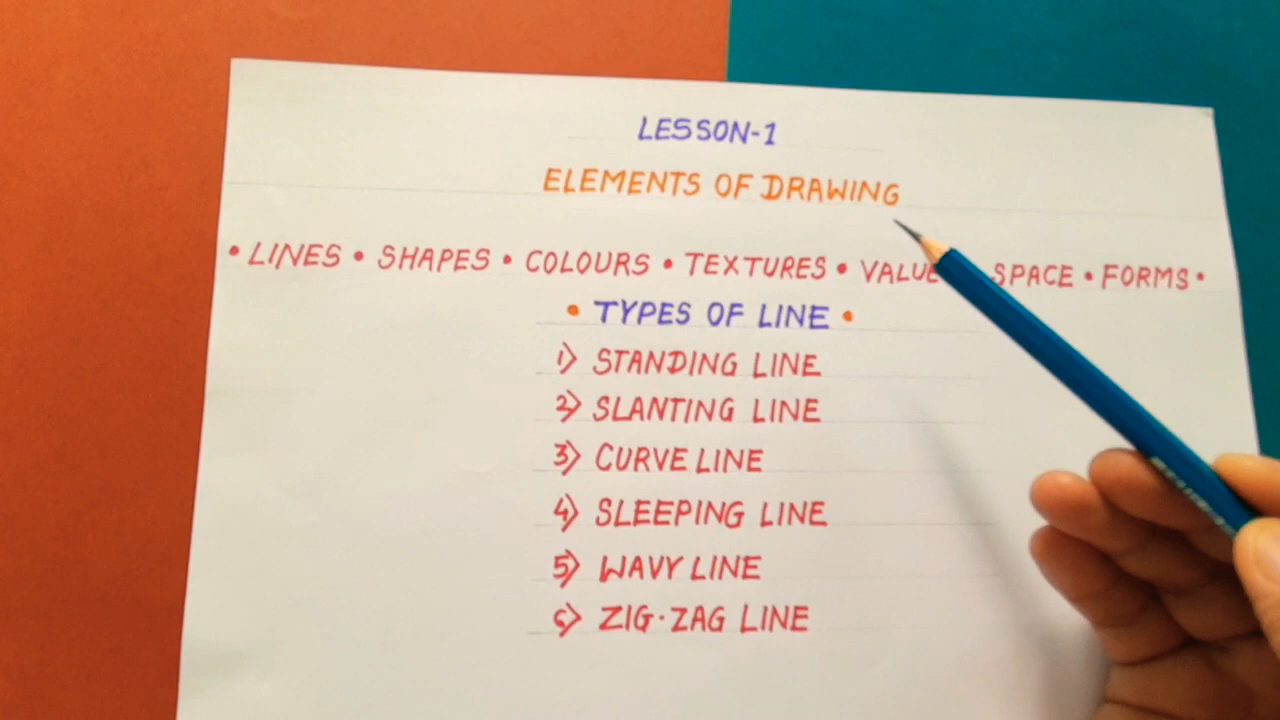 LESSON-1
ELEMENTS OF DRAWING
• LINES • SHAPES • COLOURS • TEXTURES • VALUE SPACE • FORMS •
• TYPES OF LINE •
1) STANDING LINE
2) SLANTING LINE
3) CURVE LINE
4) SLEEPING LINE
5) WAVY LINE
6) ZIG-ZAG LINE